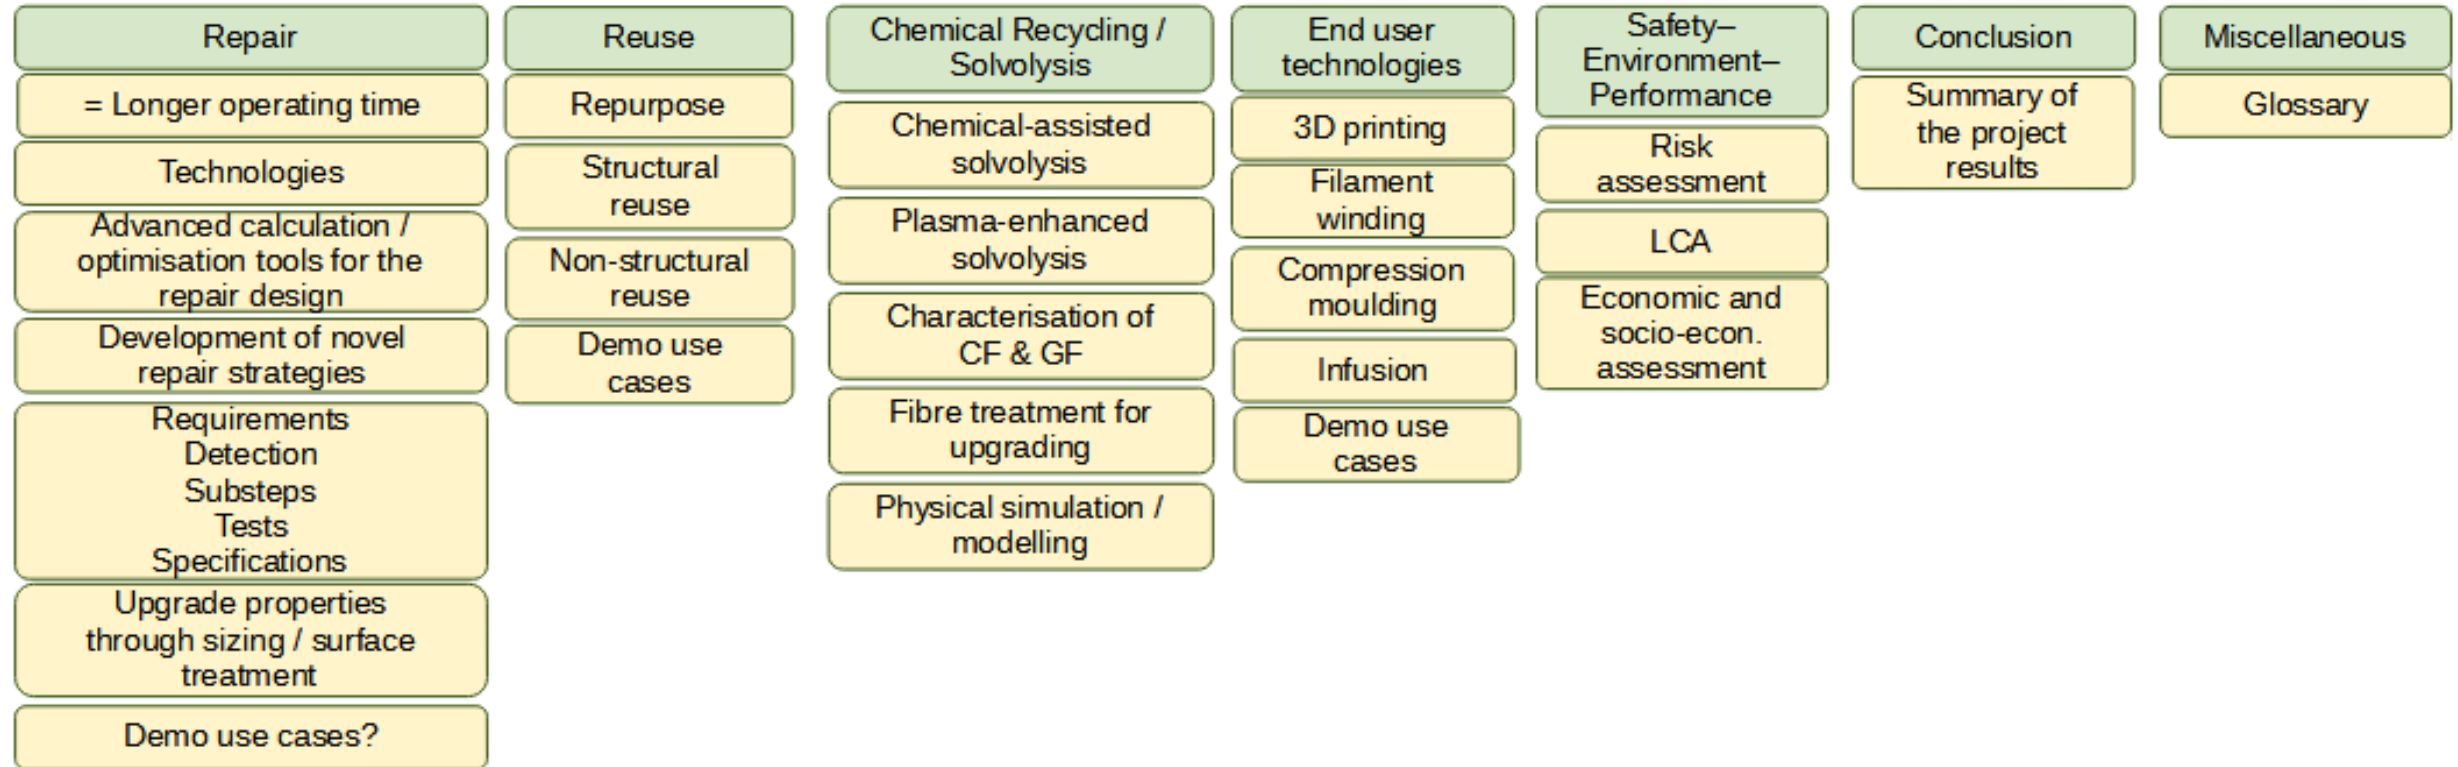 Repair
= Longer operating time
Technologies
Advanced calculation /
optimisation tools for the
repair design
Development of novel
repair strategies
Requirements
Detection
Substeps
Tests
Specifications
Upgrade properties
through sizing / surface
treatment
Demo use cases?
Reuse
Repurpose
Structural
reuse
Non-structural
reuse
Demo use
cases
Chemical Recycling /
Solvolysis
Chemical-assisted
solvolysis
Plasma-enhanced
solvolysis
Characterisation of
CF & GF
Fibre treatment for
upgrading
Physical simulation /
modelling
End user
technologies
3D printing
Filament
winding
Compression
moulding
Infusion
Demo use
cases
Safety–
Environment–
Performance
Risk
assessment
LCA
Economic and
socio-econ.
assessment
Conclusion
Summary of
the project
results
Miscellaneous
Glossary